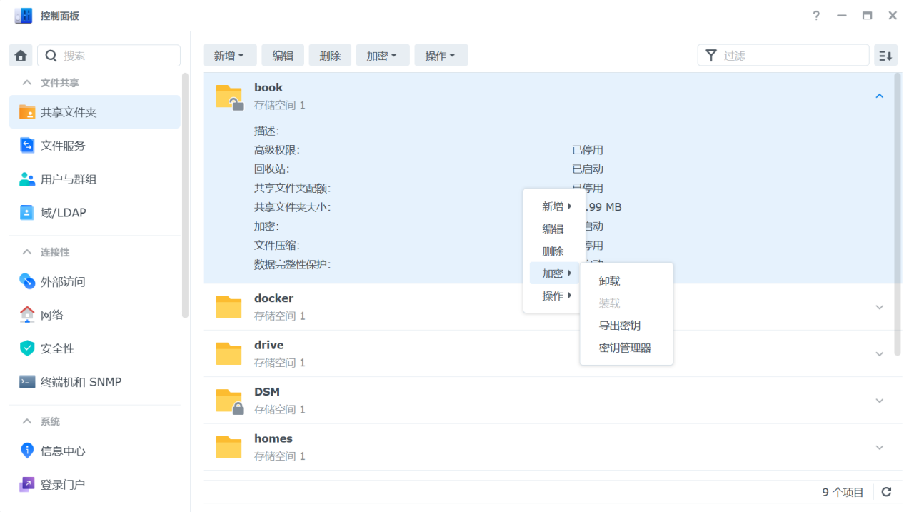 控制面板
搜索
文件共享
共享文件夹
文件服务
用户与群组
域/LDAP
连接性
外部访问
网络
安全性
终端机和 SNMP
系统
信息中心
登录门户
新增 编辑 删除 加密 操作
过滤
book
存储空间 1
描述:
高级权限: 已停用
回收站: 已启动
共享文件夹配额: 已停用
共享文件夹大小: .99 MB
加密: 动
文件压缩: 停用
数据完整性保护:
新增
编辑
删除
加密
操作
卸载
装载
导出密钥
密钥管理器
docker
存储空间 1
drive
存储空间 1
DSM
存储空间 1
homes
存储空间 1
9 个项目